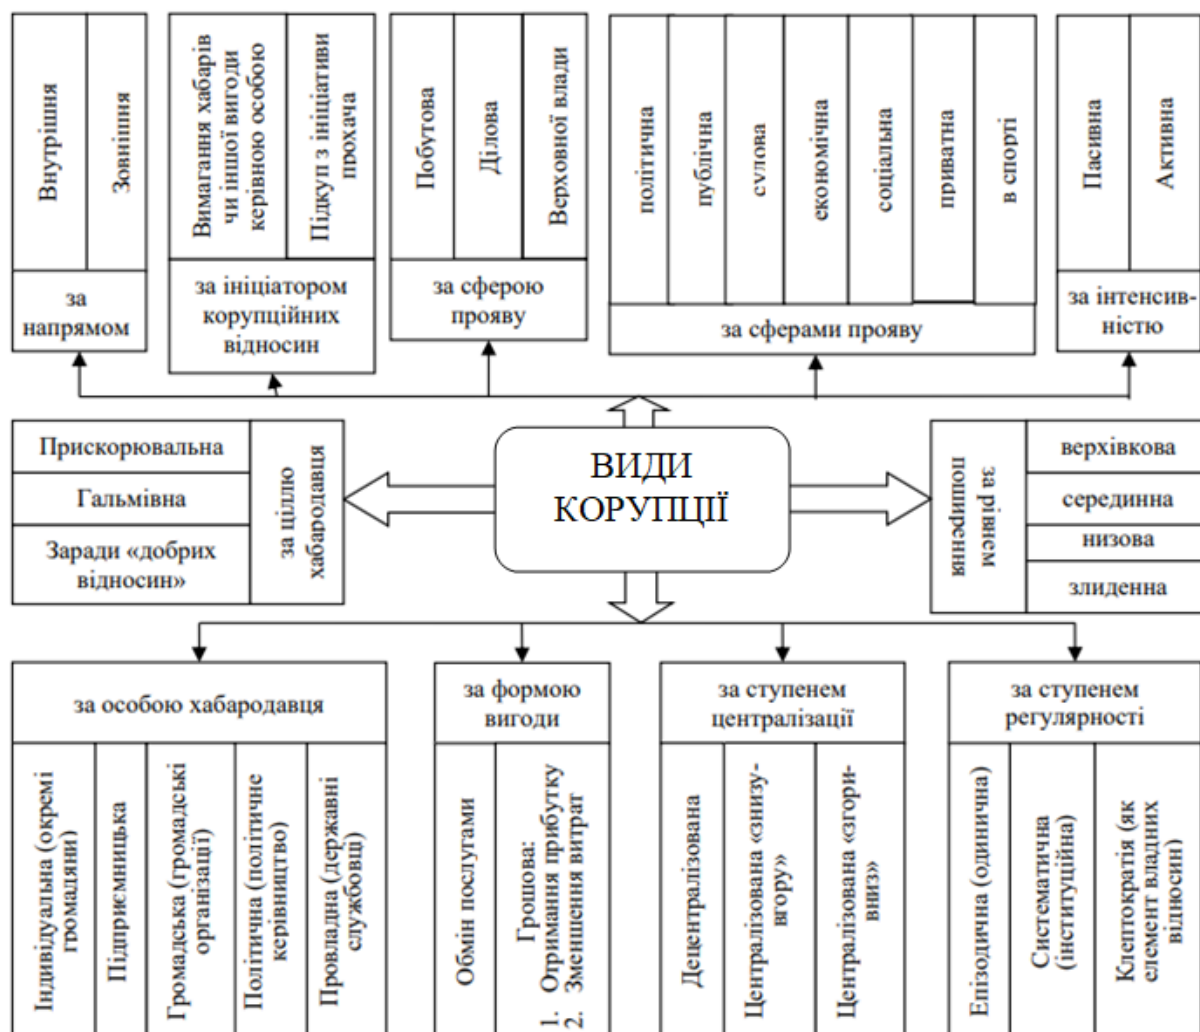 Внутрішня
Зовнішня
за
напрямом
Вимагання хабарів
чи іншої вигоди
керівною особою
Підкуп з ініціативи
прохача
за ініціатором
корупційних
відносин
Побутова
Ділова
Верховної влади
за сферою
прояву
політична
публічна
судова
економічна
соціальна
приватна
в спорті
за сферами прояву
Пасивна
Активна
за інтенсив-
ністю
Прискорювальна
Гальмівна
Заради «добрих
відносин»
за ціллю
хабародавця
ВИДИ
КОРУПЦІЇ
за рівнем
поширення
верхівкова
серединна
низова
злиденна
за особою хабародавця
Індивідуальна (окремі
громадяни)
Підприємницька
Громадська (громадські
організації)
Політична (політичне
керівництво)
Провладна (державні
службовці)
за формою
вигоди
Обмін послугами
Грошова:
1. Отримання прибутку
2. Зменшення витрат
за ступенем
централізації
Децентралізована
Централізована «знизу-
вгору»
Централізована «згори-
вниз»
за ступенем
регулярності
Епізодична (одинична)
Систематична
(інституційна)
Клептократія (як
елемент владних
відносин)